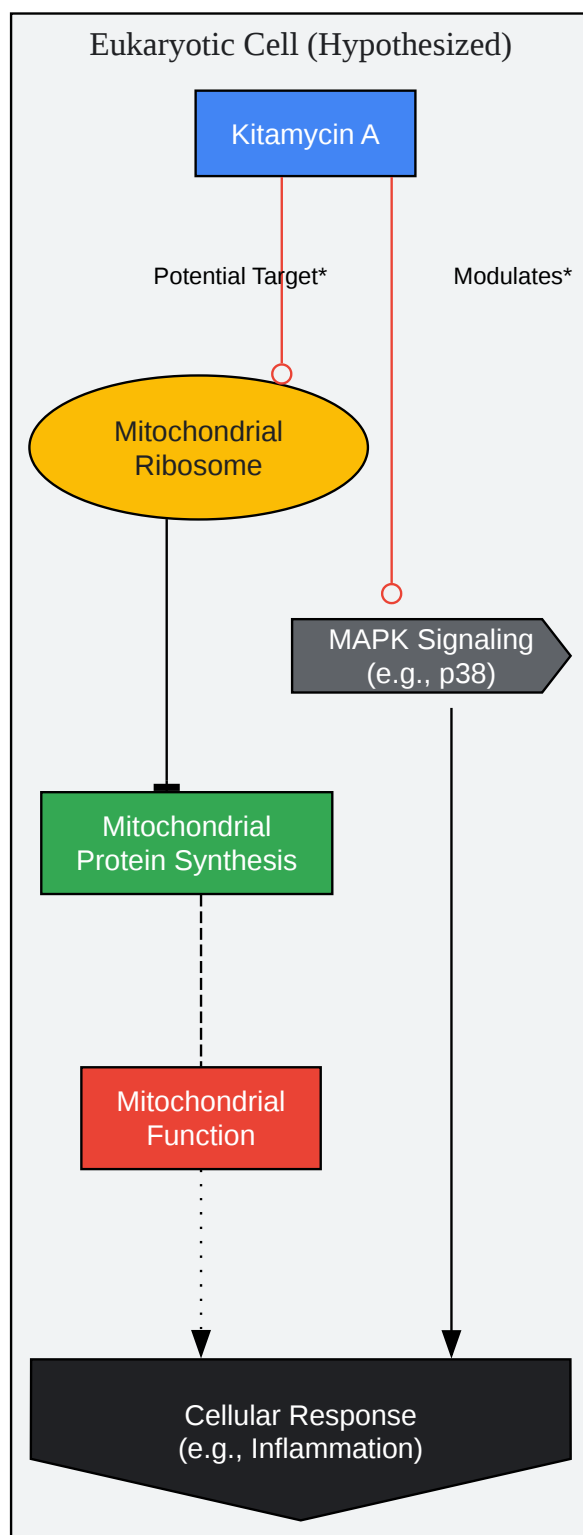 Eukaryotic Cell (Hypothesized)
Kitamycin A
Potential Target*
Modulates*
Mitochondrial
Ribosome
MAPK Signaling
(e.g., p38)
Mitochondrial
Protein Synthesis
Mitochondrial
Function
Cellular Response
(e.g., Inflammation)